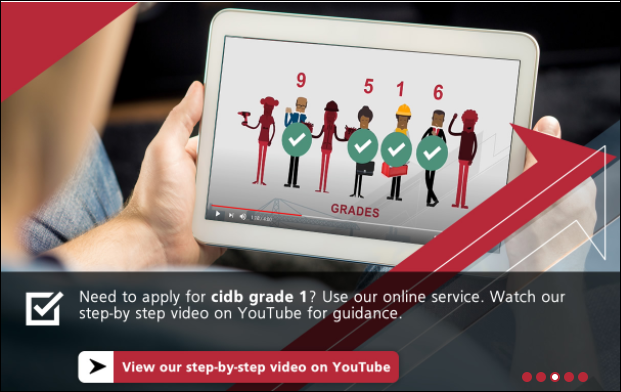 9 5 1 6
GRADES
Need to apply for cidb grade 1? Use our online service. Watch our
step-by step video on YouTube for guidance.
View our step-by-step video on YouTube